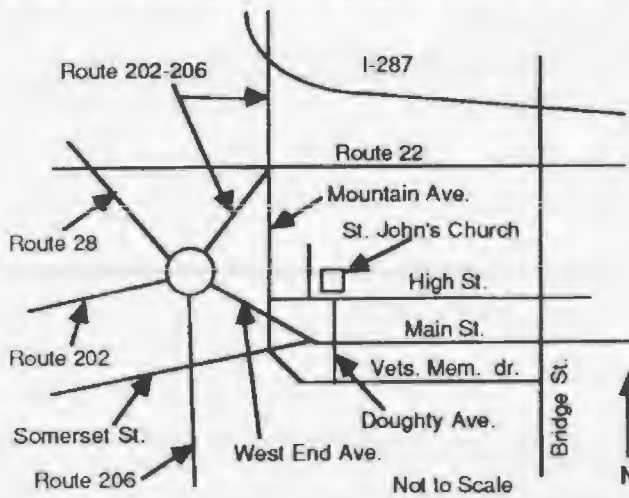 I-287
Route 202-206
Route 22
Mountain Ave.
St. John's Church
Route 28
High St.
Main St.
Route 202
Vets. Mem. dr.
Doughty Ave.
Bridge St.
Somerset St.
West End Ave.
Route 206
Not to Scale
N